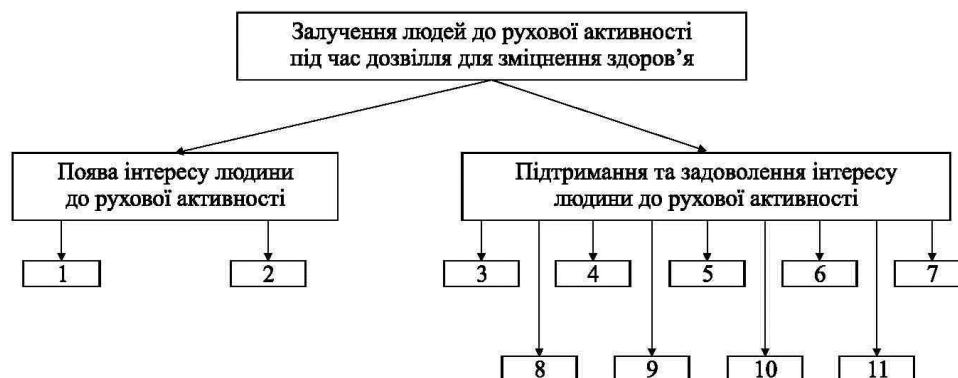 Залучення людей до рухової активності
під час дозвілля для зміцнення здоров’я
Поява інтересу людини
до рухової активності
Підтримання та задоволення інтересу
людини до рухової активності
1
2
3
4
5
6
7
8
9
10
11